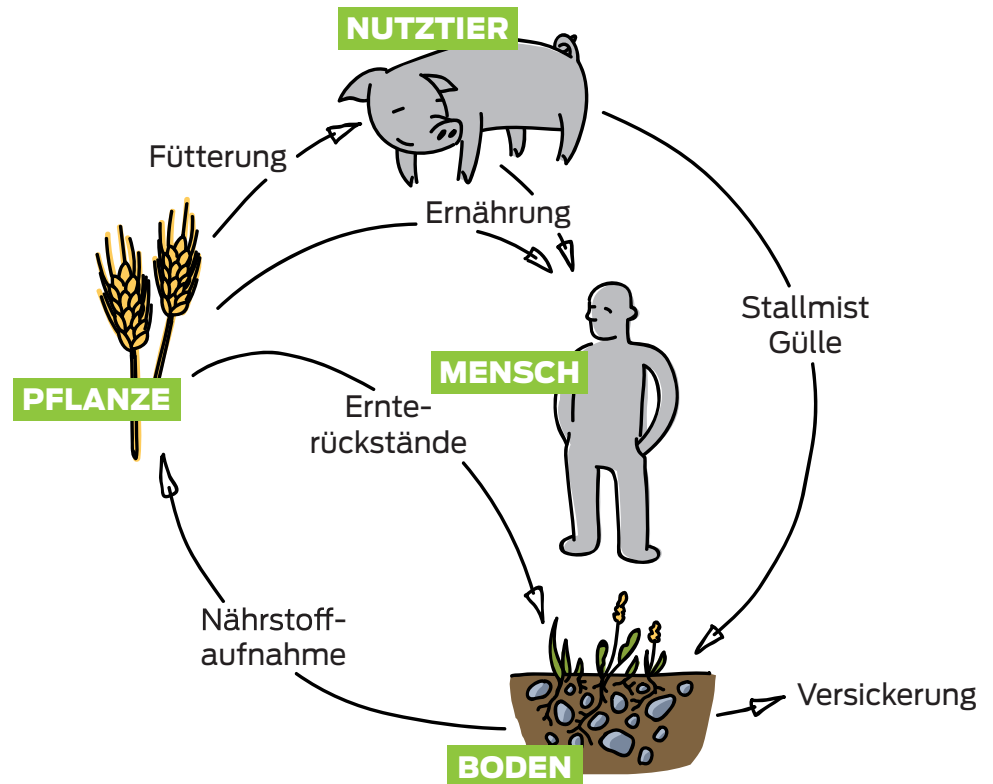 NUTZTIER
Fütterung
Ernährung
Stallmist
Gülle
MENSCH
PFLANZE
Ernte-
rückstände
Nährstoff-
aufnahme
Versickerung
BODEN